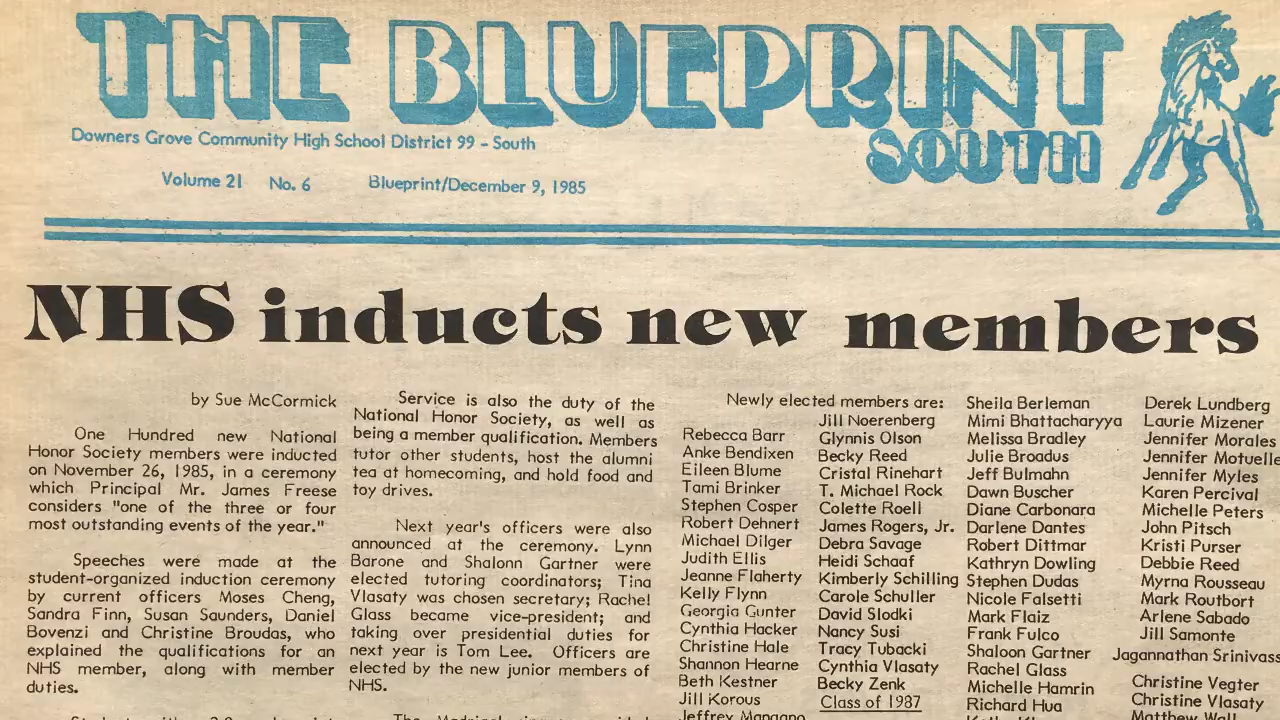 THE BLUEPRINT
SOUTH
Downers Grove Community High School District 99 - South
Volume 21 No. 6 Blueprint/December 9, 1985
NHS inducts new members
by Sue McCormick
One Hundred new National
Honor Society members were inducted
on November 26, 1985, in a ceremony
which Principal Mr. James Freese
considers "one of the three or four
most outstanding events of the year."
Speeches were made at the
student-organized induction ceremony
by current officers Moses Cheng,
Sandra Finn, Susan Saunders, Daniel
Bovenzi and Christine Broudas, who
explained the qualifications for an
NHS member, along with member
duties.
Service is also the duty of the
National Honor Society, as well as
being a member qualification. Members
tutor other students, host the alumni
tea at homecoming, and hold food and
toy drives.
Next year's officers were also
announced at the ceremony. Lynn
Barone and Shalonn Gartner were
elected tutoring coordinators; Tina
Vlasaty was chosen secretary; Rachel
Glass became vice-president; and
taking over presidential duties for
next year is Tom Lee. Officers are
elected by the new junior members of
NHS.
Newly elected members are:
Rebecca Barr
Anke Bendixen
Eileen Blume
Tami Brinker
Stephen Cosper
Robert Dehnert
Michael Dilger
Judith Ellis
Jeanne Flaherty
Kelly Flynn
Georgia Gunter
Cynthia Hacker
Christine Hale
Shannon Hearne
Beth Kestner
Jill Korous
Jeffrey Mangano
Jill Noerenberg
Glynnis Olson
Becky Reed
Cristal Rinehart
T. Michael Rock
Colette Roell
James Rogers, Jr.
Debra Savage
Heidi Schaaf
Kimberly Schilling
Carole Schuller
David Slodki
Nancy Susi
Tracy Tubacki
Cynthia Vlasaty
Becky Zenk
Class of 1987
Sheila Berleman
Mimi Bhattacharyya
Melissa Bradley
Julie Broadus
Jeff Bulmahn
Dawn Buscher
Diane Carbonara
Darlene Dantes
Robert Dittmar
Kathryn Dowling
Stephen Dudas
Nicole Falsetti
Mark Flaiz
Frank Fulco
Shaloon Gartner
Rachel Glass
Michelle Hamrin
Richard Hua
Derek Lundberg
Laurie Mizener
Jennifer Morales
Jennifer Motuelle
Jennifer Myles
Karen Percival
Michelle Peters
John Pitsch
Kristi Purser
Debbie Reed
Myrna Rousseau
Mark Routbort
Arlene Sabado
Jill Samonte
Jagannathan Srinivass
Christine Vegter
Christine Vlasaty
Matthew Wall